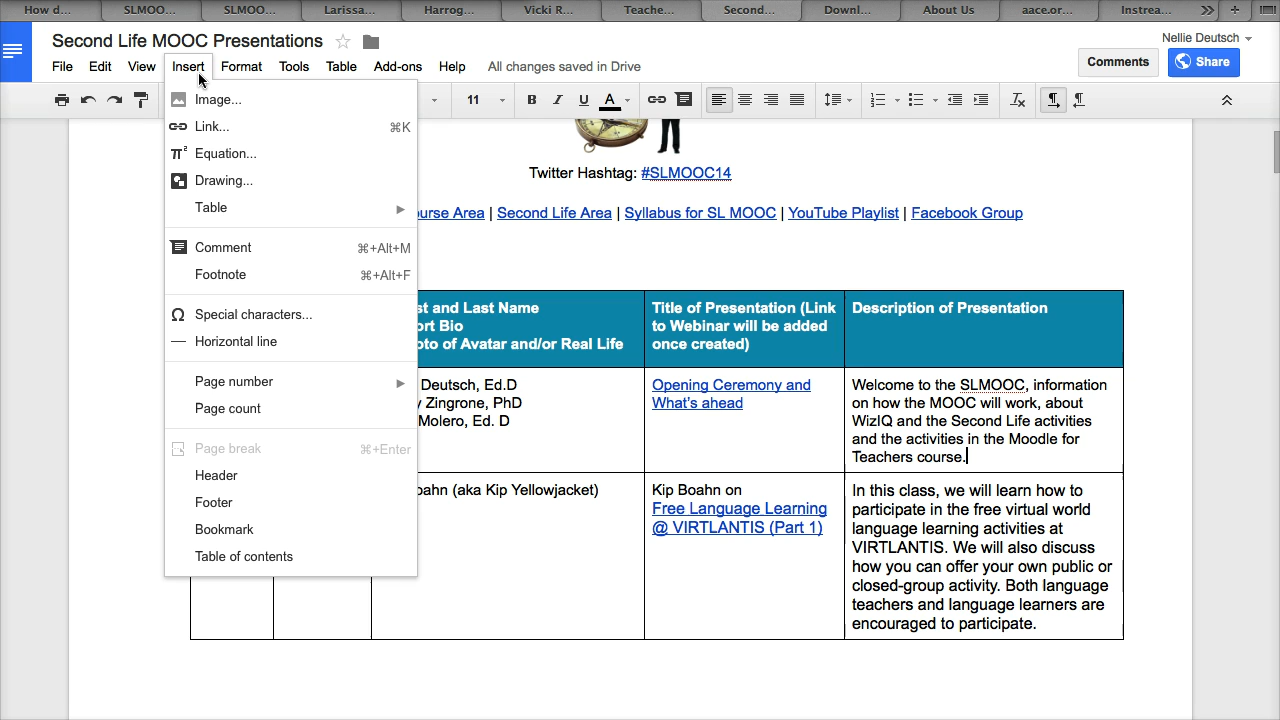 How d...
SLMOO...
SLMOO...
Larissa...
Harrog...
Vicki R...
Teache...
Second...
Downl...
About Us
aace.or...
Instrea...
Second Life MOOC Presentations
Nellie Deutsch
File Edit View Insert Format Tools Table Add-ons Help All changes saved in Drive
Comments
Share
11 B I U A
Image...
Link... ⌘K
Equation...
Drawing...
Table
Comment ⌘+Alt+M
Footnote ⌘+Alt+F
Special characters...
Horizontal line
Page number
Page count
Page break ⌘+Enter
Header
Footer
Bookmark
Table of contents
Twitter Hashtag: #SLMOOC14
urse Area | Second Life Area | Syllabus for SL MOOC | YouTube Playlist | Facebook Group
st and Last Name
ort Bio
oto of Avatar and/or Real Life
Title of Presentation (Link
to Webinar will be added
once created)
Description of Presentation
Deutsch, Ed.D
y Zingrone, PhD
Molero, Ed. D
Opening Ceremony and
What's ahead
Welcome to the SLMOOC, information
on how the MOOC will work, about
WizIQ and the Second Life activities
and the activities in the Moodle for
Teachers course.
oahn (aka Kip Yellowjacket)
Kip Boahn on
Free Language Learning
@ VIRTLANTIS (Part 1)
In this class, we will learn how to
participate in the free virtual world
language learning activities at
VIRTLANTIS. We will also discuss
how you can offer your own public or
closed-group activity. Both language
teachers and language learners are
encouraged to participate.